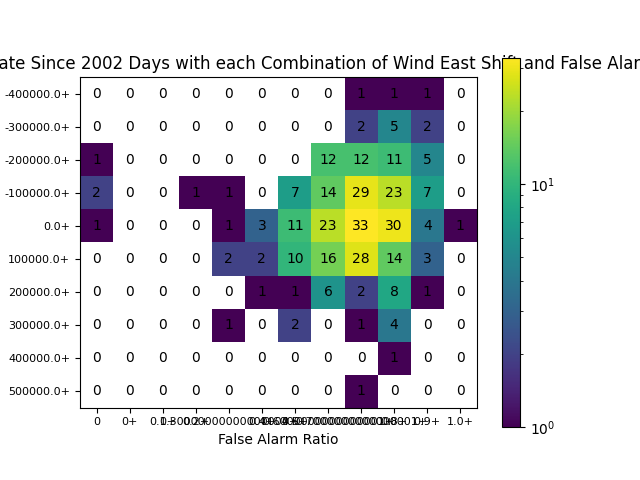 ate Since 2002 Days with each Combination of Wind East Shift and False Alar
-400000.0+ 0 0 0 0 0 0 0 0 1 1 1 0
-300000.0+ 0 0 0 0 0 0 0 0 2 5 2 0
-200000.0+ 1 0 0 0 0 0 0 12 12 11 5 0
-100000.0+ 2 0 0 1 1 0 7 14 29 23 7 0
0.0+ 1 0 0 0 1 3 11 23 33 30 4 1
100000.0+ 0 0 0 0 2 2 10 16 28 14 3 0
200000.0+ 0 0 0 0 0 1 1 6 2 8 1 0
300000.0+ 0 0 0 0 1 0 2 0 1 4 0 0
400000.0+ 0 0 0 0 0 0 0 0 0 1 0 0
500000.0+ 0 0 0 0 0 0 0 0 1 0 0 0
0 0+ 0.1+ 1.0+
False Alarm Ratio
10¹
10⁰